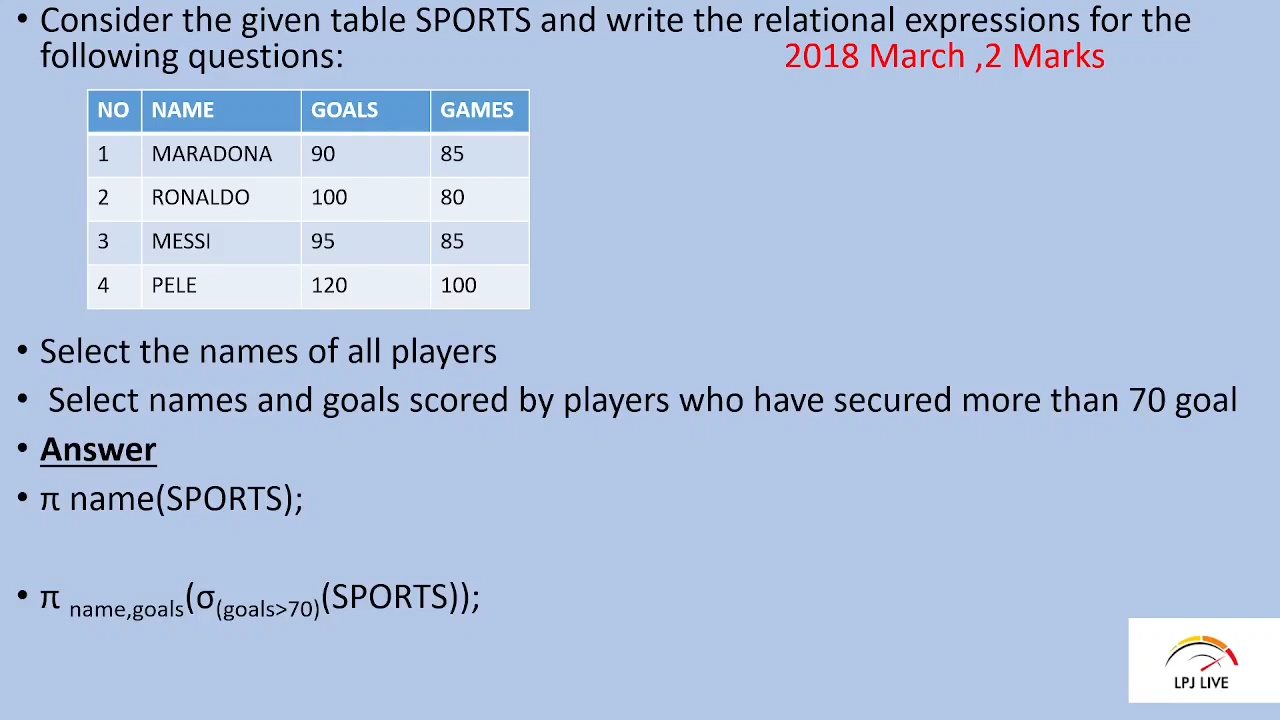 • Consider the given table SPORTS and write the relational expressions for the
following questions: 2018 March ,2 Marks
NO NAME GOALS GAMES
1 MARADONA 90 85
2 RONALDO 100 80
3 MESSI 95 85
4 PELE 120 100
• Select the names of all players
• Select names and goals scored by players who have secured more than 70 goal
• Answer
• π name(SPORTS);
• π name,goals(σ(goals>70)(SPORTS));
LPJ LIVE